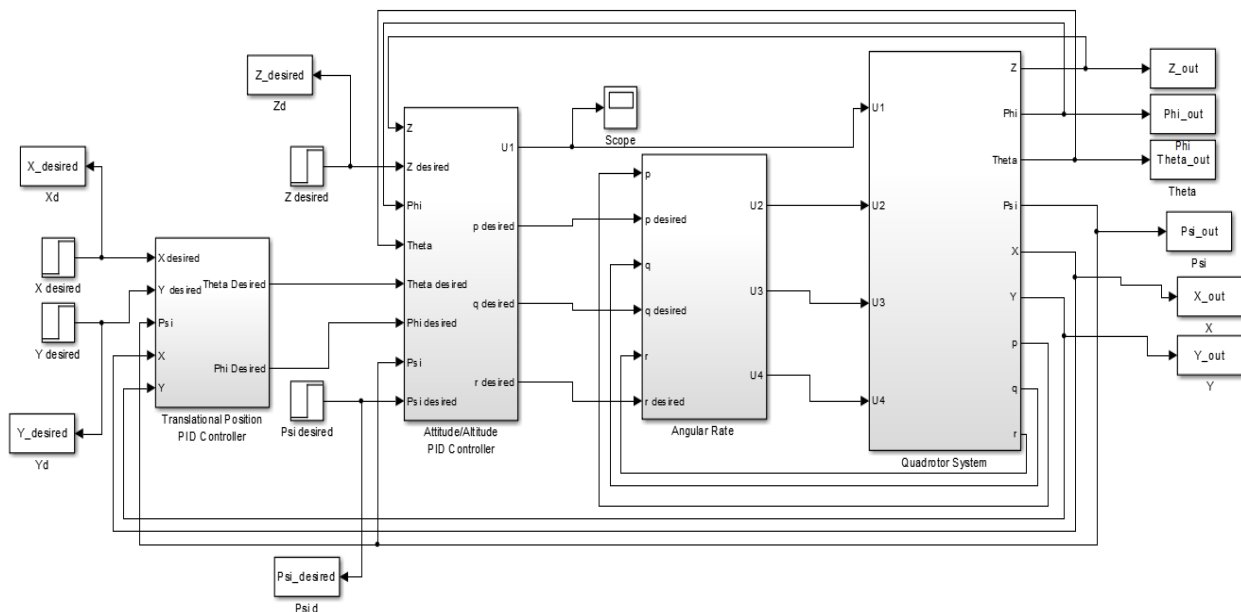 Z_desired
Zd
X_desired
Xd
X desired
Y desired
Y_desired
Yd
X desired
Y desired
Psi
X
Y
Theta Desired
Phi Desired
Translational Position
PID Controller
Z desired
Psi desired
Psi_desired
Psi d
Z
Z desired
Phi
Theta
Theta desired
Phi desired
Psi
Psi desired
U1
p desired
q desired
r desired
Attitude/Altitude
PID Controller
Scope
p
p desired
q
q desired
r
r desired
U2
U3
U4
Angular Rate
U1
U2
U3
U4
Z
Phi
Theta
Psi
X
Y
p
q
r
Quadrotor System
Z_out
Phi_out
Phi
Theta_out
Theta
Psi_out
Psi
X_out
X
Y_out
Y